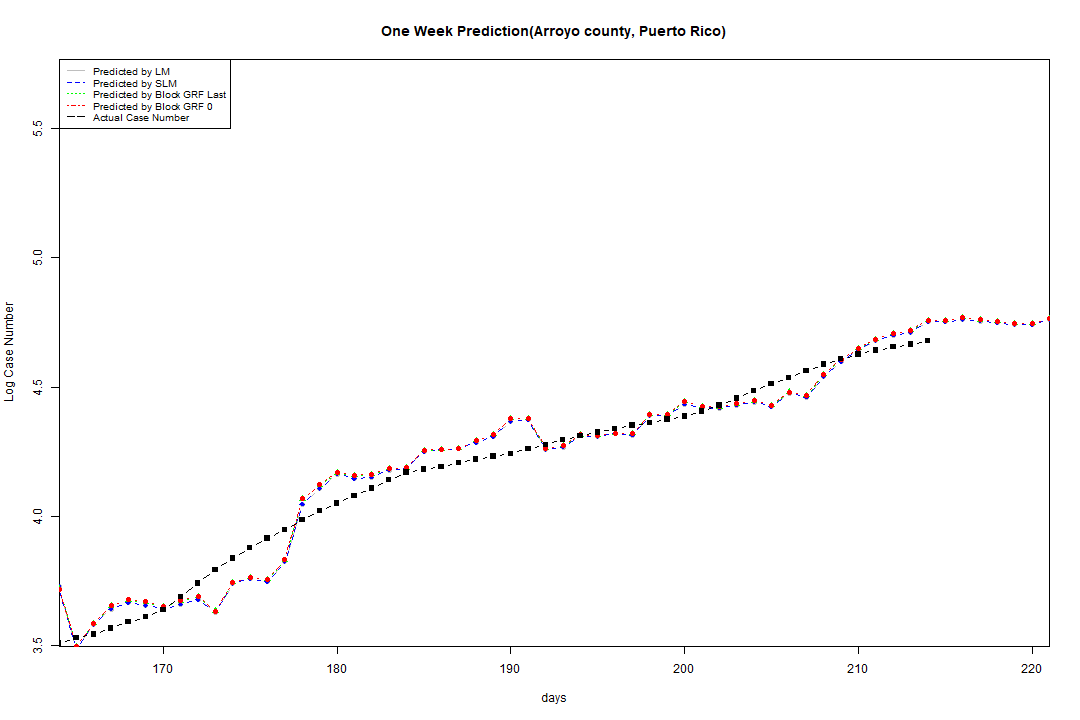 One Week Prediction(Arroyo county, Puerto Rico)
Predicted by LM
Predicted by SLM
Predicted by Block GRF Last
Predicted by Block GRF 0
Actual Case Number
5.5
5.0
4.5
4.0
3.5
Log Case Number
170 180 190 200 210 220
days